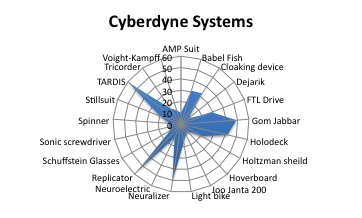 Cyberdyne Systems
AMP Suit
Voight-Kampff
Babel Fish
Tricorder
Cloaking device
TARDIS
Dejarik
Stillsuit
FTL Drive
Spinner
Gom Jabbar
Sonic screwdriver
Holodeck
Schuffstein Glasses
Holtzman sheild
Replicator
Hoverboard
Neuroelectric
Joo Janta 200
Neuralizer
Light bike
60
50
40
30
20
10
0